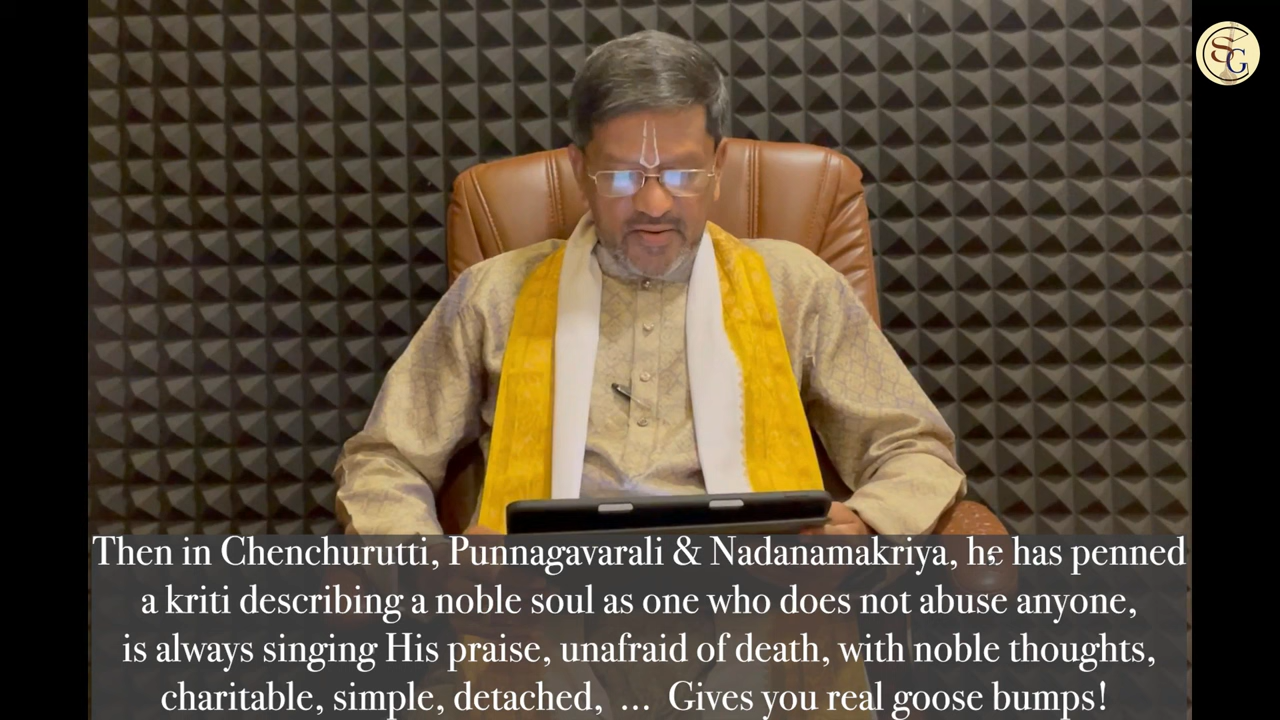 SG
Then in Chenchurutti, Punnagavarali & Nadanamakriya, he has penned
a kriti describing a noble soul as one who does not abuse anyone,
is always singing His praise, unafraid of death, with noble thoughts,
charitable, simple, detached, ... Gives you real goose bumps!